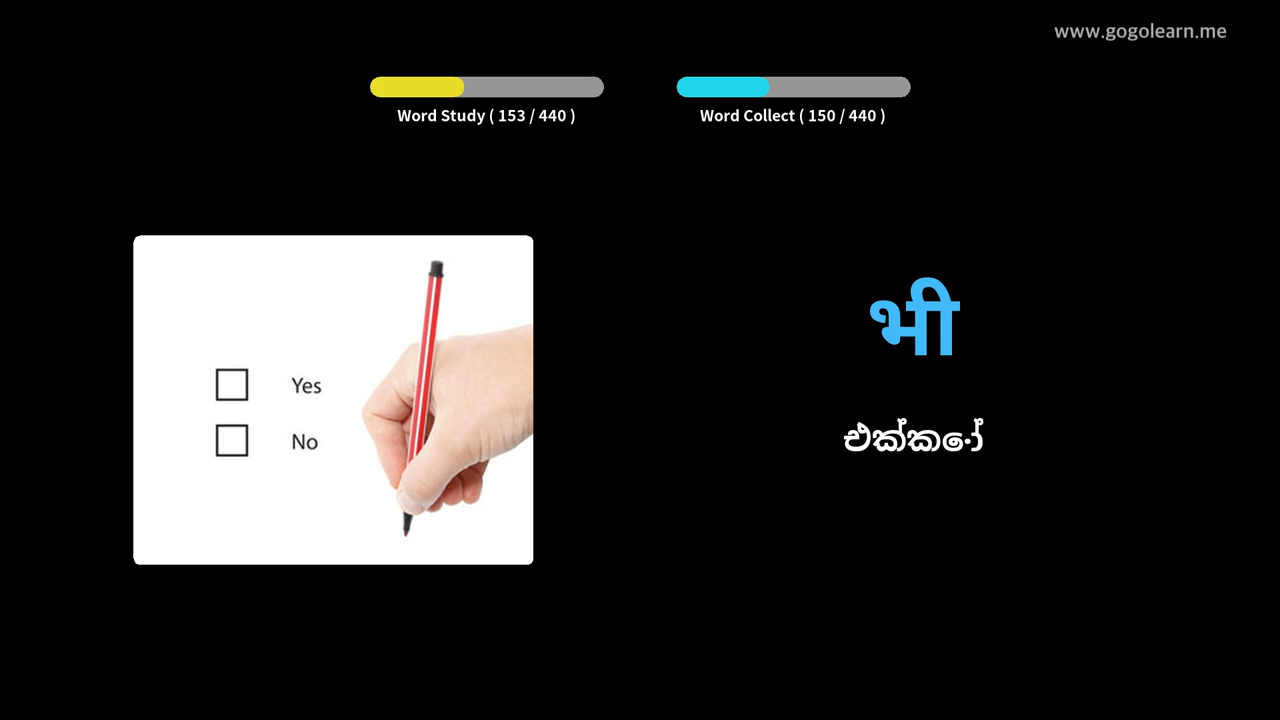 www.gogolearn.me
Word Study ( 153 / 440 )
Word Collect ( 150 / 440 )
Yes
No
भी
එක්කෝ